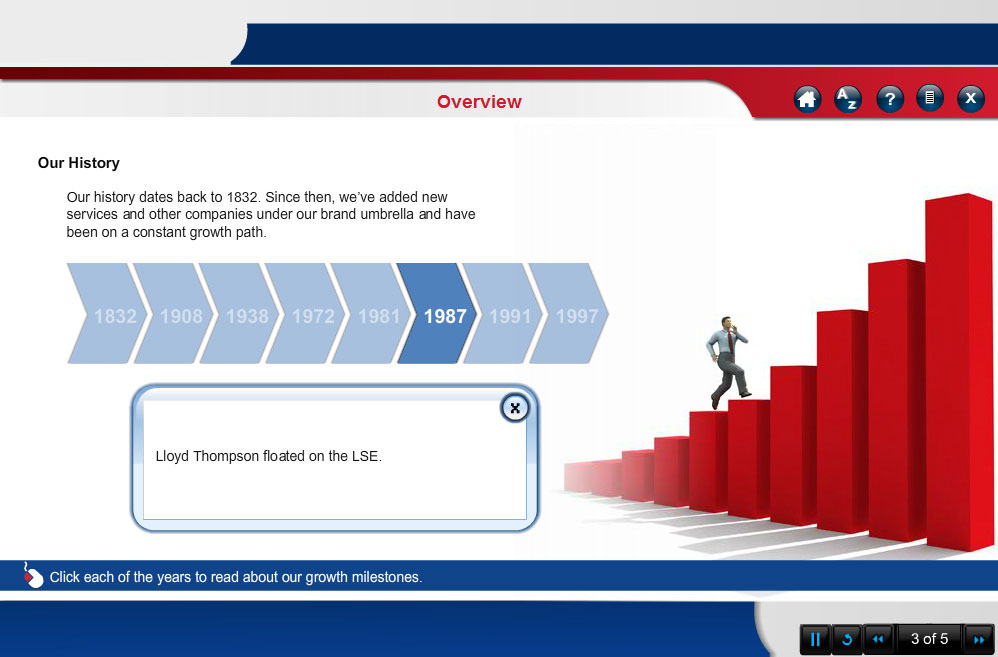 Overview
A
Z
?
X
Our History
Our history dates back to 1832. Since then, we’ve added new
services and other companies under our brand umbrella and have
been on a constant growth path.
1832 1908 1938 1972 1981 1987 1991 1997
x
Lloyd Thompson floated on the LSE.
Click each of the years to read about our growth milestones.
3 of 5